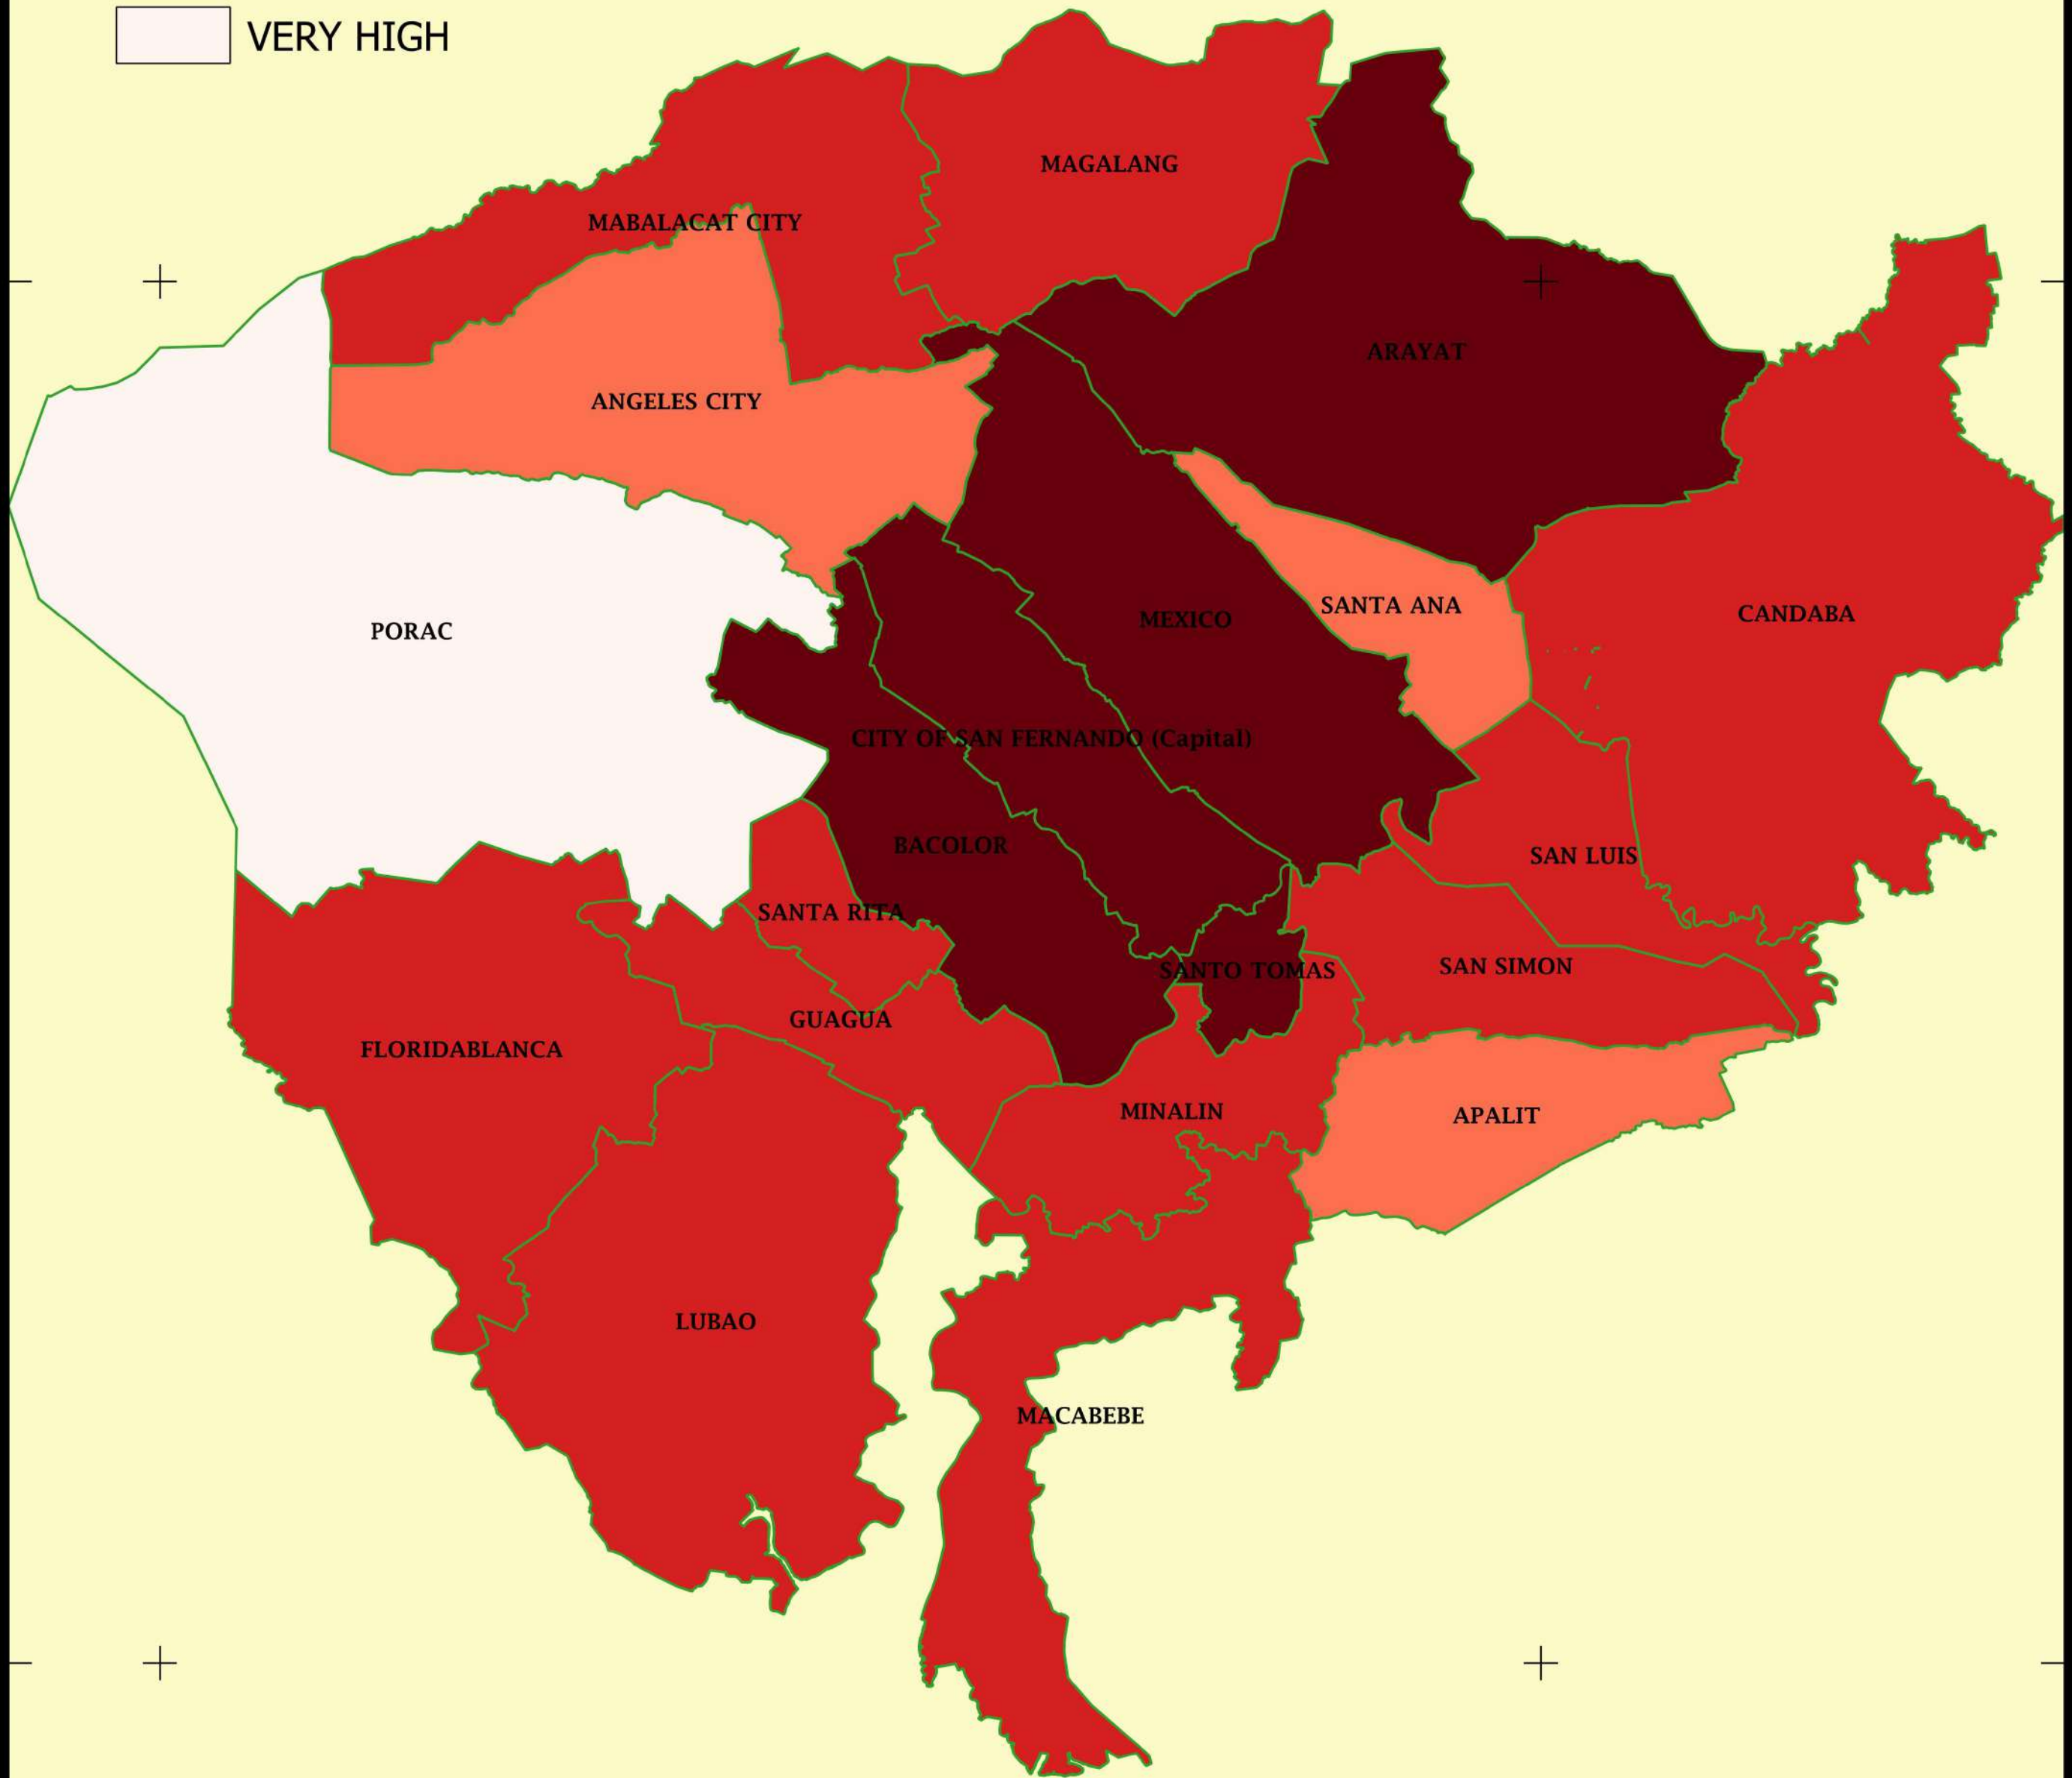 VERY HIGH
MAGALANG
MABALACAT CITY
ARAYAT
ANGELES CITY
SANTA ANA
CANDABA
MEXICO
PORAC
CITY OF SAN FERNANDO (Capital)
BACOLOR
SAN LUIS
SANTA RITA
SAN SIMON
SANTO TOMAS
GUAGUA
FLORIDABLANCA
MINALIN
APALIT
LUBAO
MACABEBE